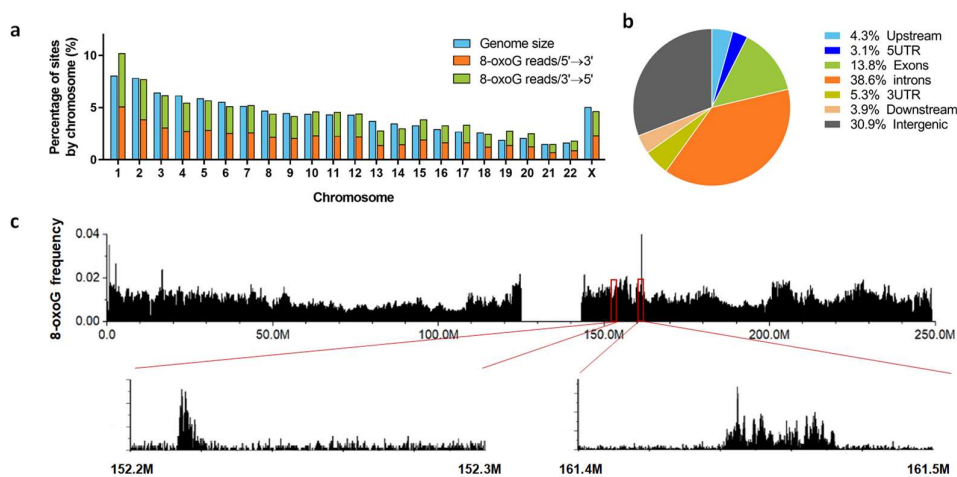 a
Percentage of sites
by chromosome (%)
10
5
0
Genome size
8-oxoG reads/5'→3'
8-oxoG reads/3'→5'
1 2 3 4 5 6 7 8 9 10 11 12 13 14 15 16 17 18 19 20 21 22 X
Chromosome
b
4.3% Upstream
3.1% 5UTR
13.8% Exons
38.6% introns
5.3% 3UTR
3.9% Downstream
30.9% Intergenic
c
8-oxoG frequency
0.04
0.02
0.00
0.0 50.0M 100.0M 150.0M 200.0M 250.0M
152.2M 152.3M 161.4M 161.5M